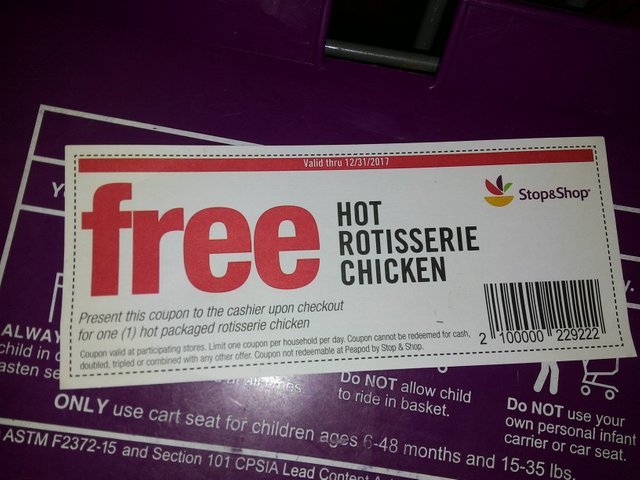 Valid thru 12/31/2017
free
HOT
ROTISSERIE
CHICKEN
Stop&Shop
Present this coupon to the cashier upon checkout
for one (1) hot packaged rotisserie chicken
Coupon valid at participating stores. Limit one coupon per household per day. Coupon cannot be redeemed for cash,
doubled, tripled or combined with any other offer. Coupon not redeemable at Peapod by Stop & Shop.
2 100000 229222
ALWAY
child in
asten se
Do NOT allow child
to ride in basket.
Do NOT use your
own personal infant
carrier or car seat.
ONLY use cart seat for children ages 6-48 months and 15-35 lbs.
ASTM F2372-15 and Section 101 CPSIA Lead Content